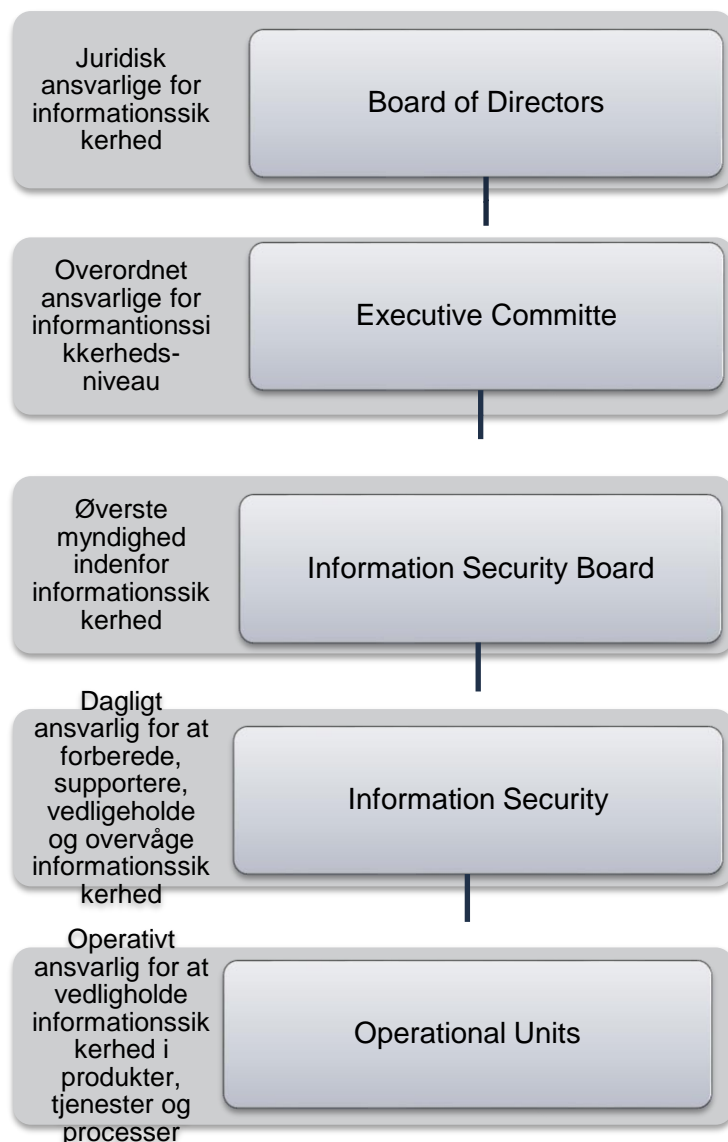 Juridisk
ansvarlige for
informationssik
kerhed
Board of Directors
Overordnet
ansvarlige for
informantionssi
kkerheds-
niveau
Executive Committe
Øverste
myndighed
indenfor
informationssik
kerhed
Information Security Board
Dagligt
ansvarlig for at
forberede,
supportere,
vedligeholde
og overvåge
informationssik
kerhed
Information Security
Operativt
ansvarlig for at
vedligholde
informationssik
kerhed i
produkter,
tjenester og
processer
Operational Units